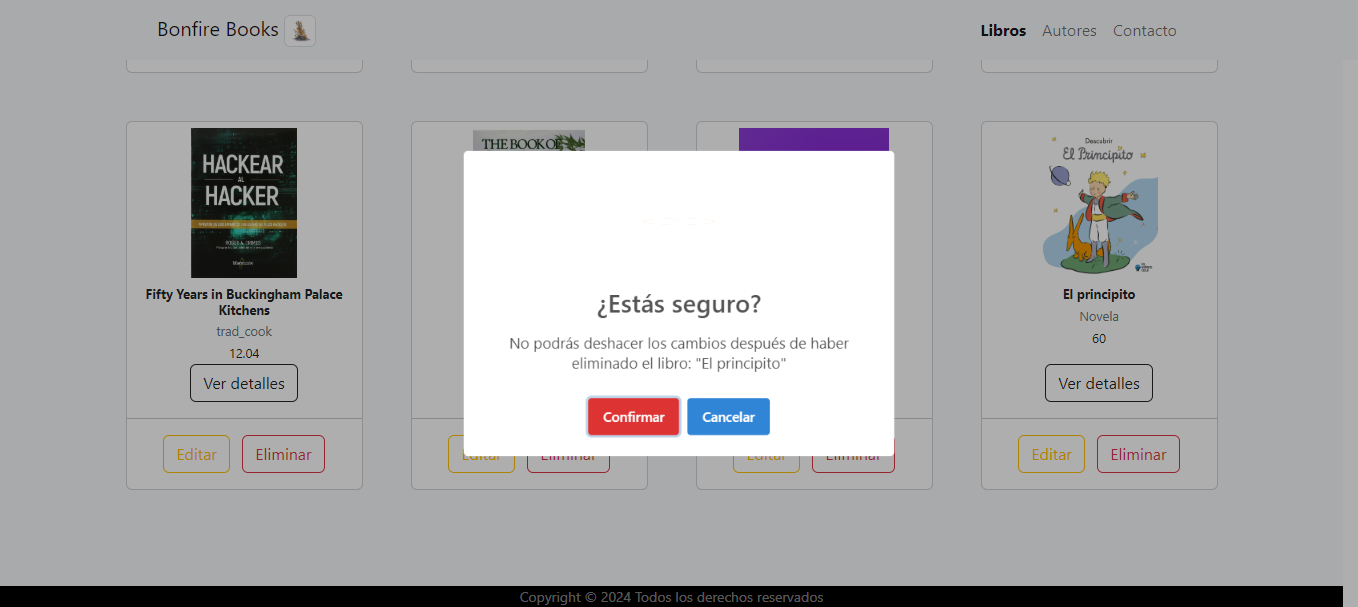 Bonfire Books
Libros
Autores
Contacto
HACKEAR
AL
HACKER
Fifty Years in Buckingham Palace
Kitchens
trad_cook
12.04
Ver detalles
Editar
Eliminar
THE BOOK OF
¿Estás seguro?
No podrás deshacer los cambios después de haber
eliminado el libro: "El principito"
Confirmar
Cancelar
Editar
Eliminar
Editar
Eliminar
Descubrir
El Principito
El principito
Novela
60
Ver detalles
Editar
Eliminar
Copyright © 2024 Todos los derechos reservados